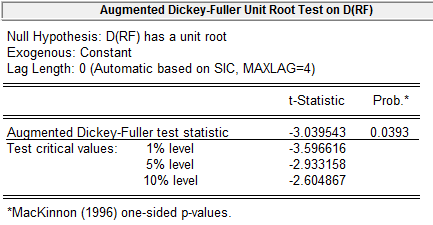 Augmented Dickey-Fuller Unit Root Test on D(RF)
Null Hypothesis: D(RF) has a unit root
Exogenous: Constant
Lag Length: 0 (Automatic based on SIC, MAXLAG=4)
t-Statistic Prob.*
Augmented Dickey-Fuller test statistic -3.039543 0.0393
Test critical values: 1% level -3.596616
5% level -2.933158
10% level -2.604867
*MacKinnon (1996) one-sided p-values.